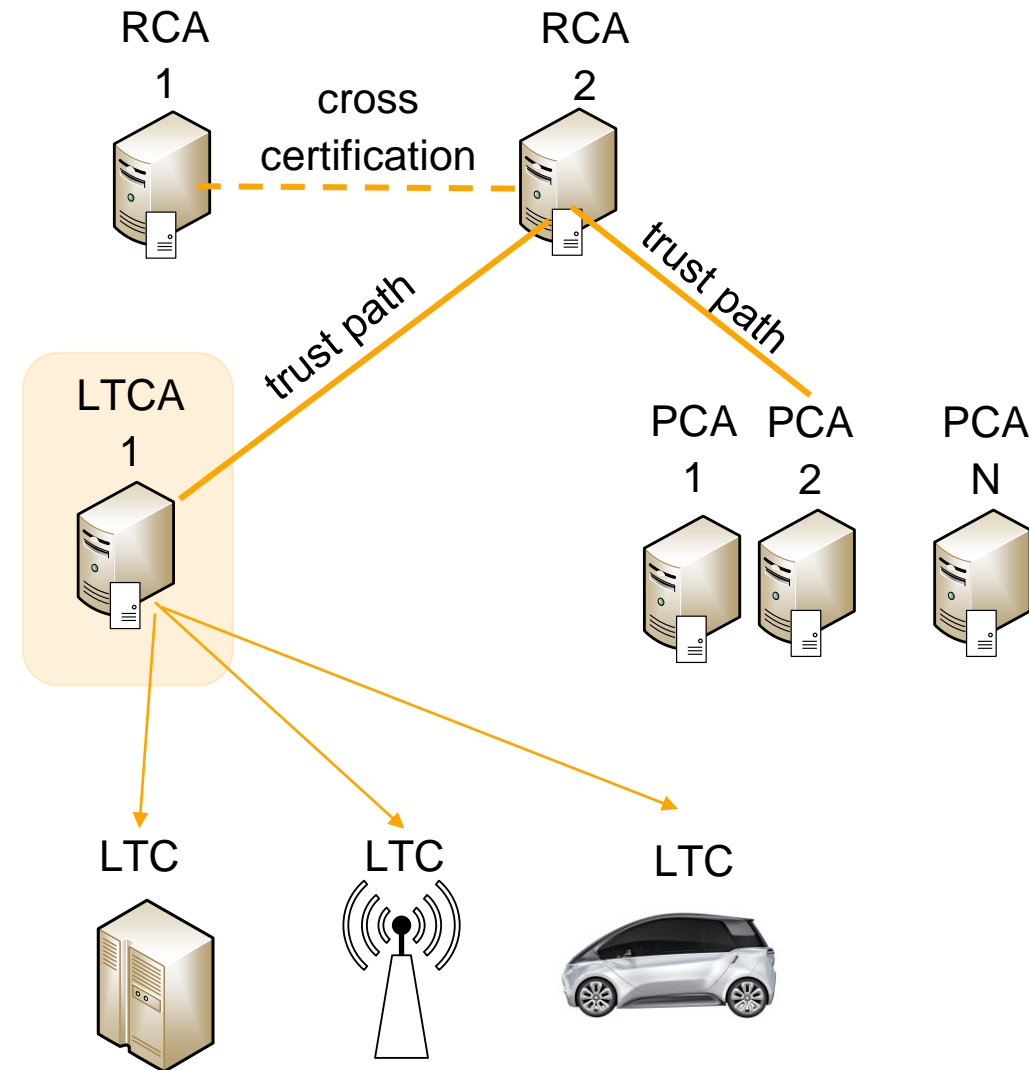 RCA
1
RCA
2
cross
certification
trust path
trust path
LTCA
1
PCA
1
PCA
2
PCA
N
LTC
LTC
LTC